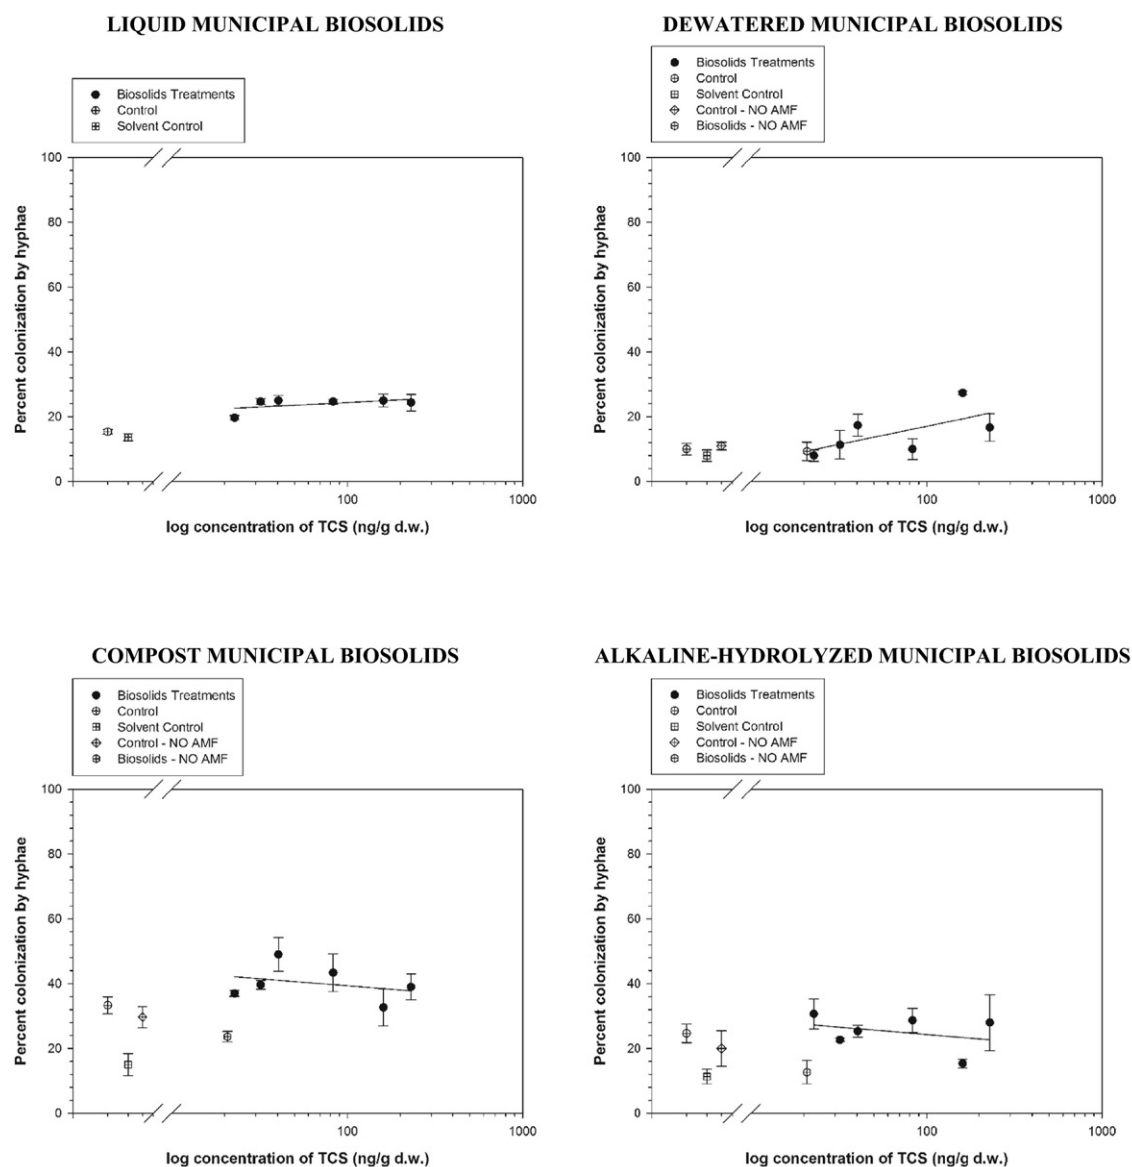 LIQUID MUNICIPAL BIOSOLIDS
Biosolids Treatments
Control
Solvent Control
100
80
60
40
20
0
Percent colonization by hyphae
100
1000
log concentration of TCS (ng/g d.w.)
DEWATERED MUNICIPAL BIOSOLIDS
Biosolids Treatments
Control
Solvent Control
Control - NO AMF
Biosolids - NO AMF
100
80
60
40
20
0
Percent colonization by hyphae
100
1000
log concentration of TCS (ng/g d.w.)
COMPOST MUNICIPAL BIOSOLIDS
Biosolids Treatments
Control
Solvent Control
Control - NO AMF
Biosolids - NO AMF
100
80
60
40
20
0
Percent colonization by hyphae
100
1000
log concentration of TCS (ng/g d.w.)
ALKALINE-HYDROLYZED MUNICIPAL BIOSOLIDS
Biosolids Treatments
Control
Solvent Control
Control - NO AMF
Biosolids - NO AMF
100
80
60
40
20
0
Percent colonization by hyphae
100
1000
log concentration of TCS (ng/g d.w.)